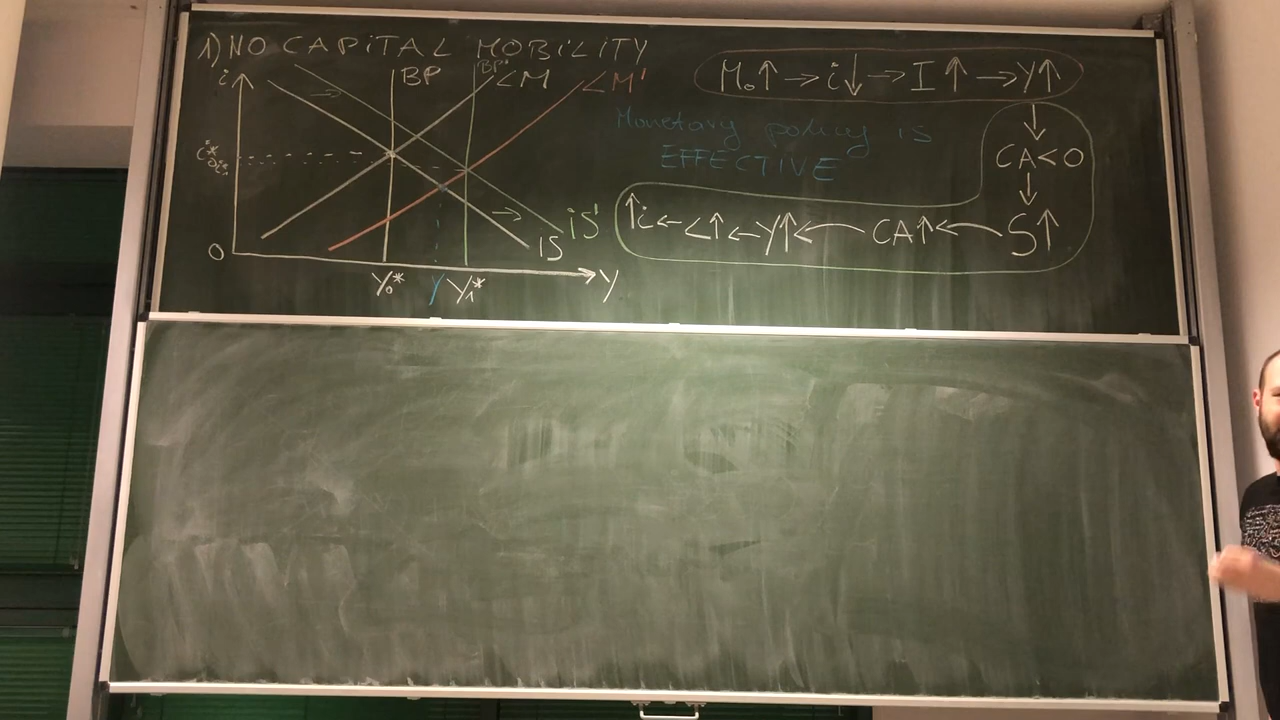 1) NO CAPiTAL MOBiLiTY
i
BP
BP'
LM
LM'
M₀↑ → i↓ → I↑ → Y↑
Monetary policy is
EFFECTIVE
↓
CA<0
↓
↑i ← L↑ ← Y↑ ← CA↑ ← S↑
iS'
IS
0
Y₀*
Y
Y₁*
Y